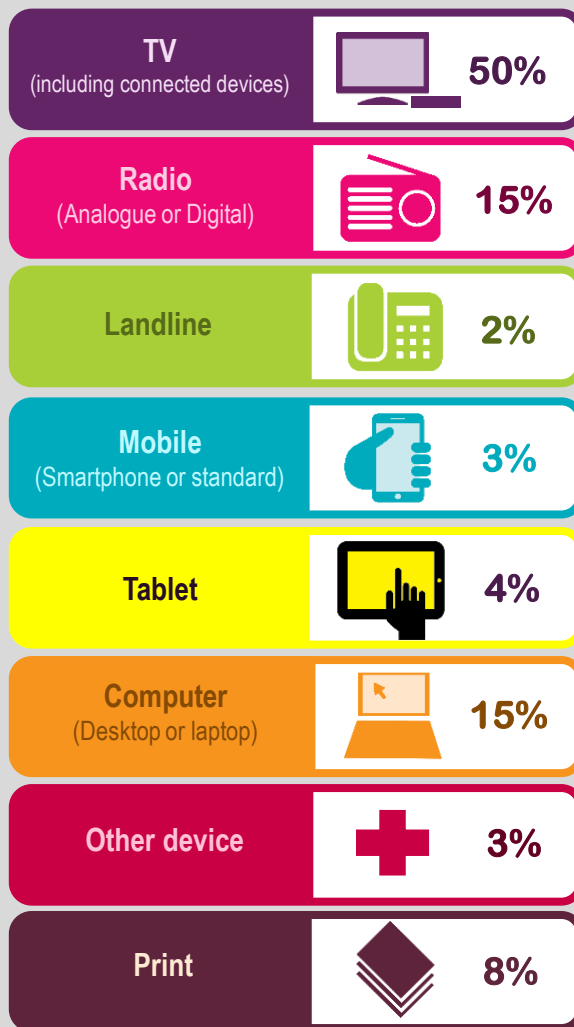 TV
(including connected devices)
50%
Radio
(Analogue or Digital)
15%
Landline
2%
Mobile
(Smartphone or standard)
3%
Tablet
4%
Computer
(Desktop or laptop)
15%
Other device
3%
Print
8%